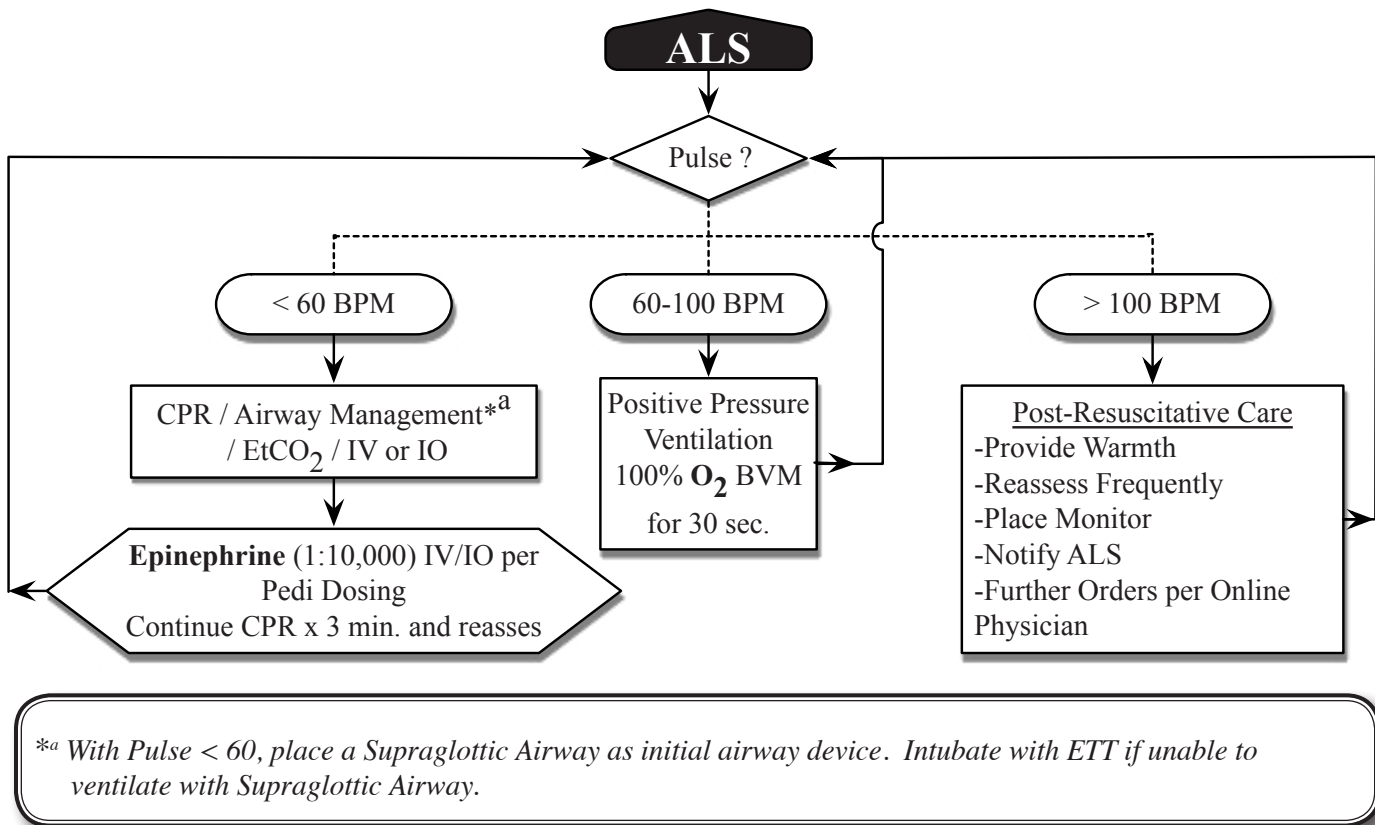 ALS
Pulse ?
< 60 BPM
60-100 BPM
> 100 BPM
CPR / Airway Management*a
/ EtCO2 / IV or IO
Epinephrine (1:10,000) IV/IO per
Pedi Dosing
Continue CPR x 3 min. and reasses
Positive Pressure
Ventilation
100% O2 BVM
for 30 sec.
Post-Resuscitative Care
-Provide Warmth
-Reassess Frequently
-Place Monitor
-Notify ALS
-Further Orders per Online
Physician
*a With Pulse < 60, place a Supraglottic Airway as initial airway device. Intubate with ETT if unable to
ventilate with Supraglottic Airway.